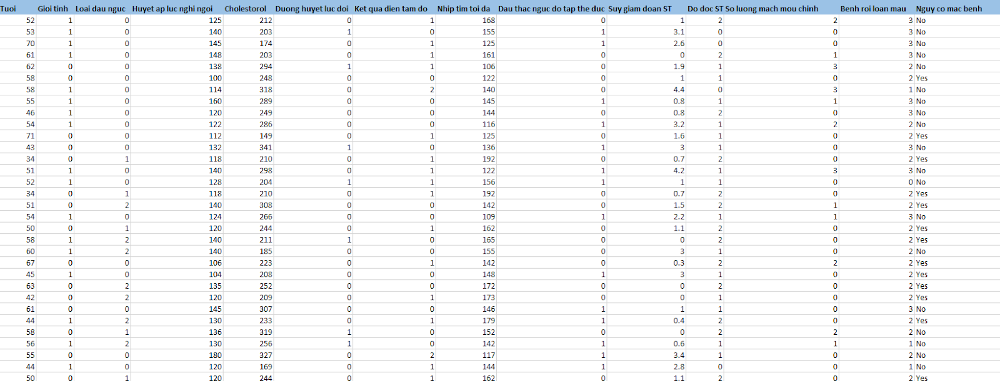 Tuoi Gioi tinh Loai dau nguc Huyet ap luc nghi ngoi Cholestorol Duong huyet luc doi Ket qua dien tam do Nhip tim toi da Dau thac nguc do tap the duc Suy giam doan ST Do doc ST So luong mach mou chinh Benh roi loan mau Nguy co mac benh
52 1 0 125 212 0 1 168 0 1 2 2 3 No
53 1 0 140 203 1 0 155 1 3.1 0 0 3 No
70 1 0 145 174 0 1 125 1 2.6 0 0 3 No
61 1 0 148 203 0 1 161 0 0 2 1 3 No
62 0 0 138 294 1 1 106 0 1.9 1 3 2 No
58 0 0 100 248 0 0 122 0 1 1 0 2 Yes
58 1 0 114 318 0 2 140 0 4.4 0 3 1 No
55 1 0 160 289 0 0 145 1 0.8 1 1 3 No
46 1 0 120 249 0 0 144 0 0.8 2 0 3 No
54 1 0 122 286 0 0 116 1 3.2 1 2 2 No
71 0 0 112 149 0 1 125 0 1.6 1 0 2 Yes
43 0 0 132 341 1 0 136 1 3 1 0 3 No
34 0 1 118 210 0 1 192 0 0.7 2 0 2 Yes
51 1 0 140 298 0 1 122 1 4.2 1 3 3 No
52 1 0 128 204 1 1 156 1 1 1 0 0 No
34 0 1 118 210 0 1 192 0 0.7 2 0 2 Yes
51 0 2 140 308 0 0 142 0 1.5 2 1 2 Yes
54 1 0 124 266 0 0 109 1 2.2 1 1 3 No
50 0 1 120 244 0 1 162 0 1.1 2 0 2 Yes
58 1 2 140 211 1 0 165 0 0 2 0 2 Yes
60 1 2 140 185 0 0 155 0 3 1 0 2 No
67 0 0 106 223 0 1 142 0 0.3 2 2 2 Yes
45 1 0 104 208 0 0 148 1 3 1 0 2 Yes
63 0 2 135 252 0 0 172 0 0 2 0 2 Yes
42 0 2 120 209 0 1 173 0 0 1 0 2 Yes
61 0 0 145 307 0 0 146 1 1 1 0 3 No
44 1 2 130 233 0 1 179 1 0.4 2 0 2 Yes
58 0 1 136 319 1 0 152 0 0 2 2 2 No
56 1 2 130 256 1 0 142 1 0.6 1 1 1 No
55 0 0 180 327 0 2 117 1 3.4 1 0 2 No
44 1 0 120 169 0 1 144 1 2.8 0 0 1 No
50 0 1 120 244 0 1 162 0 1.1 2 0 2 Yes